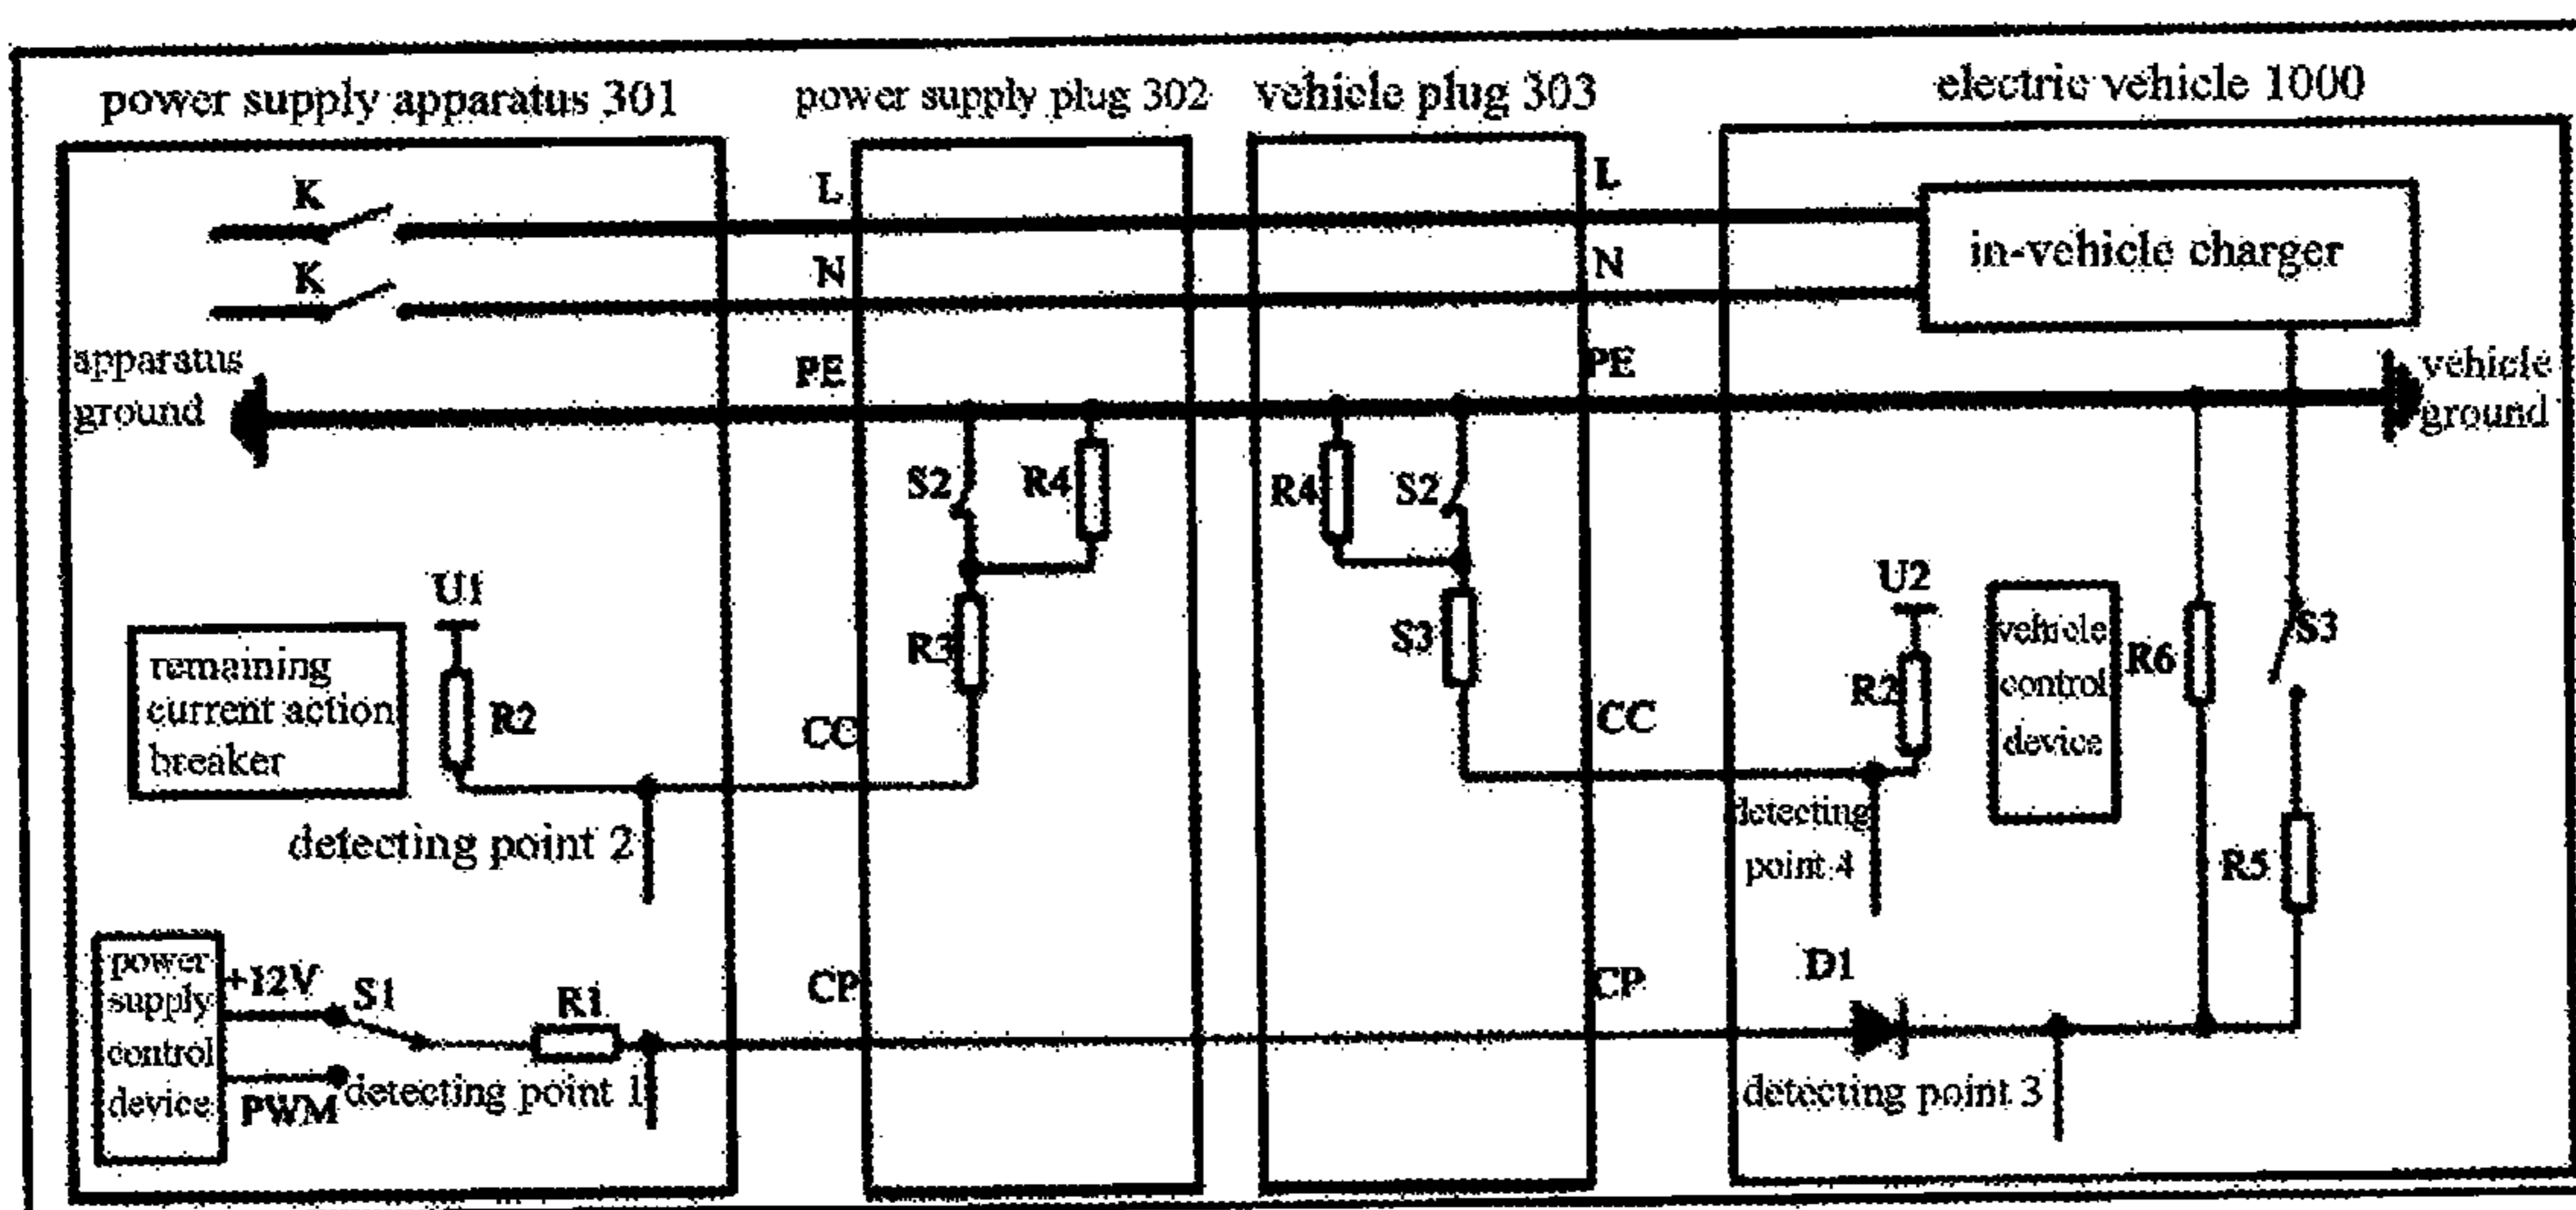 power supply apparatus 301
power supply plug 302
vehicle plug 303
electric vehicle 1000
K
L
L
in-vehicle charger
K
N
N
apparatus
ground
PE
PE
vehicle
ground
S2
R4
R4
S2
U1
U2
remaining
current action
breaker
R2
R3
S3
R2
vehicle
control
device
R6
S3
CC
CC
detecting point 2
detecting
point 4
R5
power
supply
control
device
+12V
S1
R1
CP
CP
D1
PWM
detecting point 1
detecting point 3